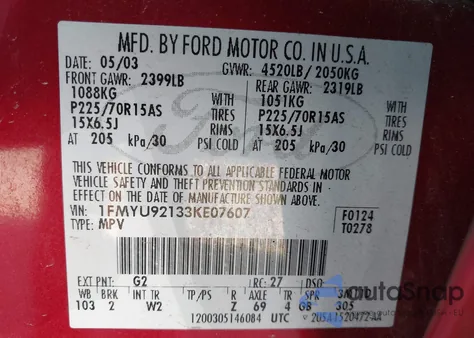 MFD. BY FORD MOTOR CO. IN U.S.A.
DATE: 05/03 GVWR: 4520LB/ 2050KG
FRONT GAWR: 2399LB REAR GAWR: 2319LB
1088KG WITH 1051KG WITH
P225/70R15AS TIRES P225/70R15AS TIRES
15X6.5J RIMS 15X6.5J RIMS
AT 205 kPa/30 PSI COLD AT 205 kPa/30 PSI COLD
THIS VEHICLE CONFORMS TO ALL APPLICABLE FEDERAL MOTOR
VEHICLE SAFETY AND THEFT PREVENTION STANDARDS IN
EFFECT ON THE DATE OF MANUFACTURE SHOWN ABOVE.
VIN: 1FMYU92133KE07607 F0124
TYPE: MPV T0278
EXT PNT: G2 RC: 27 DSO:
WB BRK INT TR TP/PS R AXLE TR SPR
103 2 W2 Z 69 4 GB 305
1200305146084 UTC
autoSnap
Ford